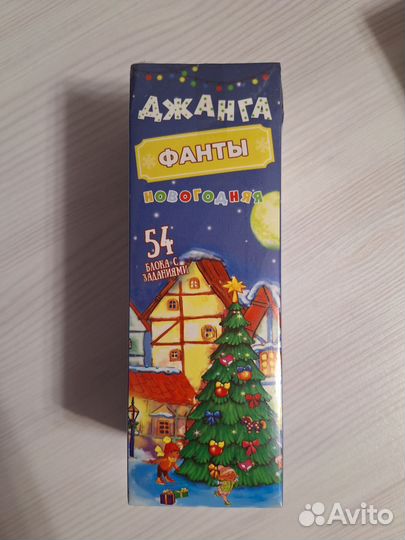 ДЖАНГА
ФАНТЫ
НОВОГОДНЯЯ
54
БЛОКА С
ЗАДАНИЯМИ
Avito